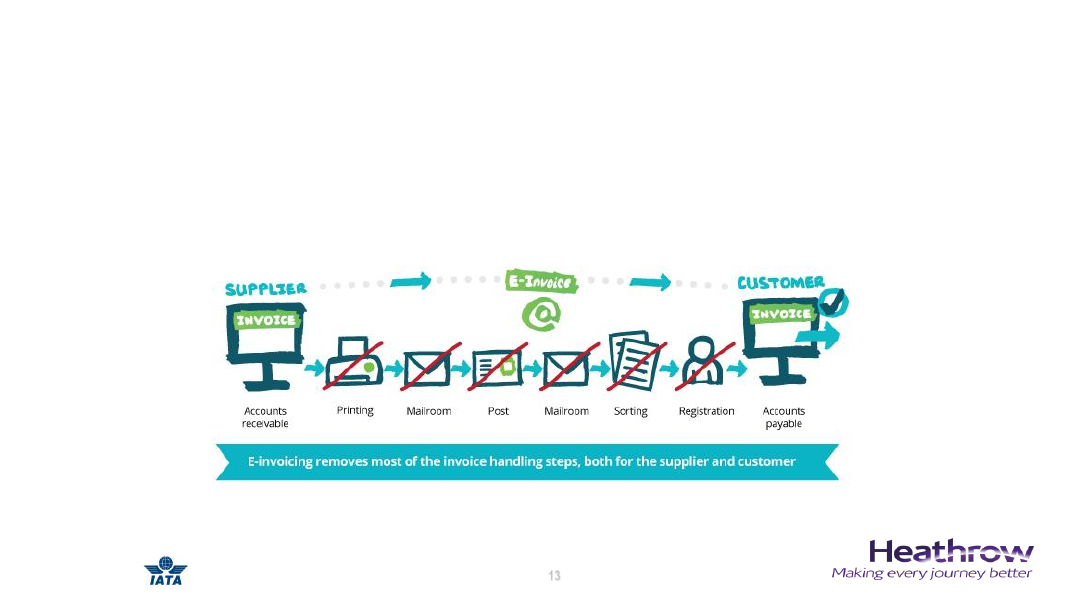 SUPPLIER
E-Invoice
CUSTOMER
INVOICE
@
INVOICE
Accounts
receivable
Printing
Mailroom
Post
Mailroom
Sorting
Registration
Accounts
payable
E-invoicing removes most of the invoice handling steps, both for the supplier and customer
IATA
13
Heathrow
Making every journey better